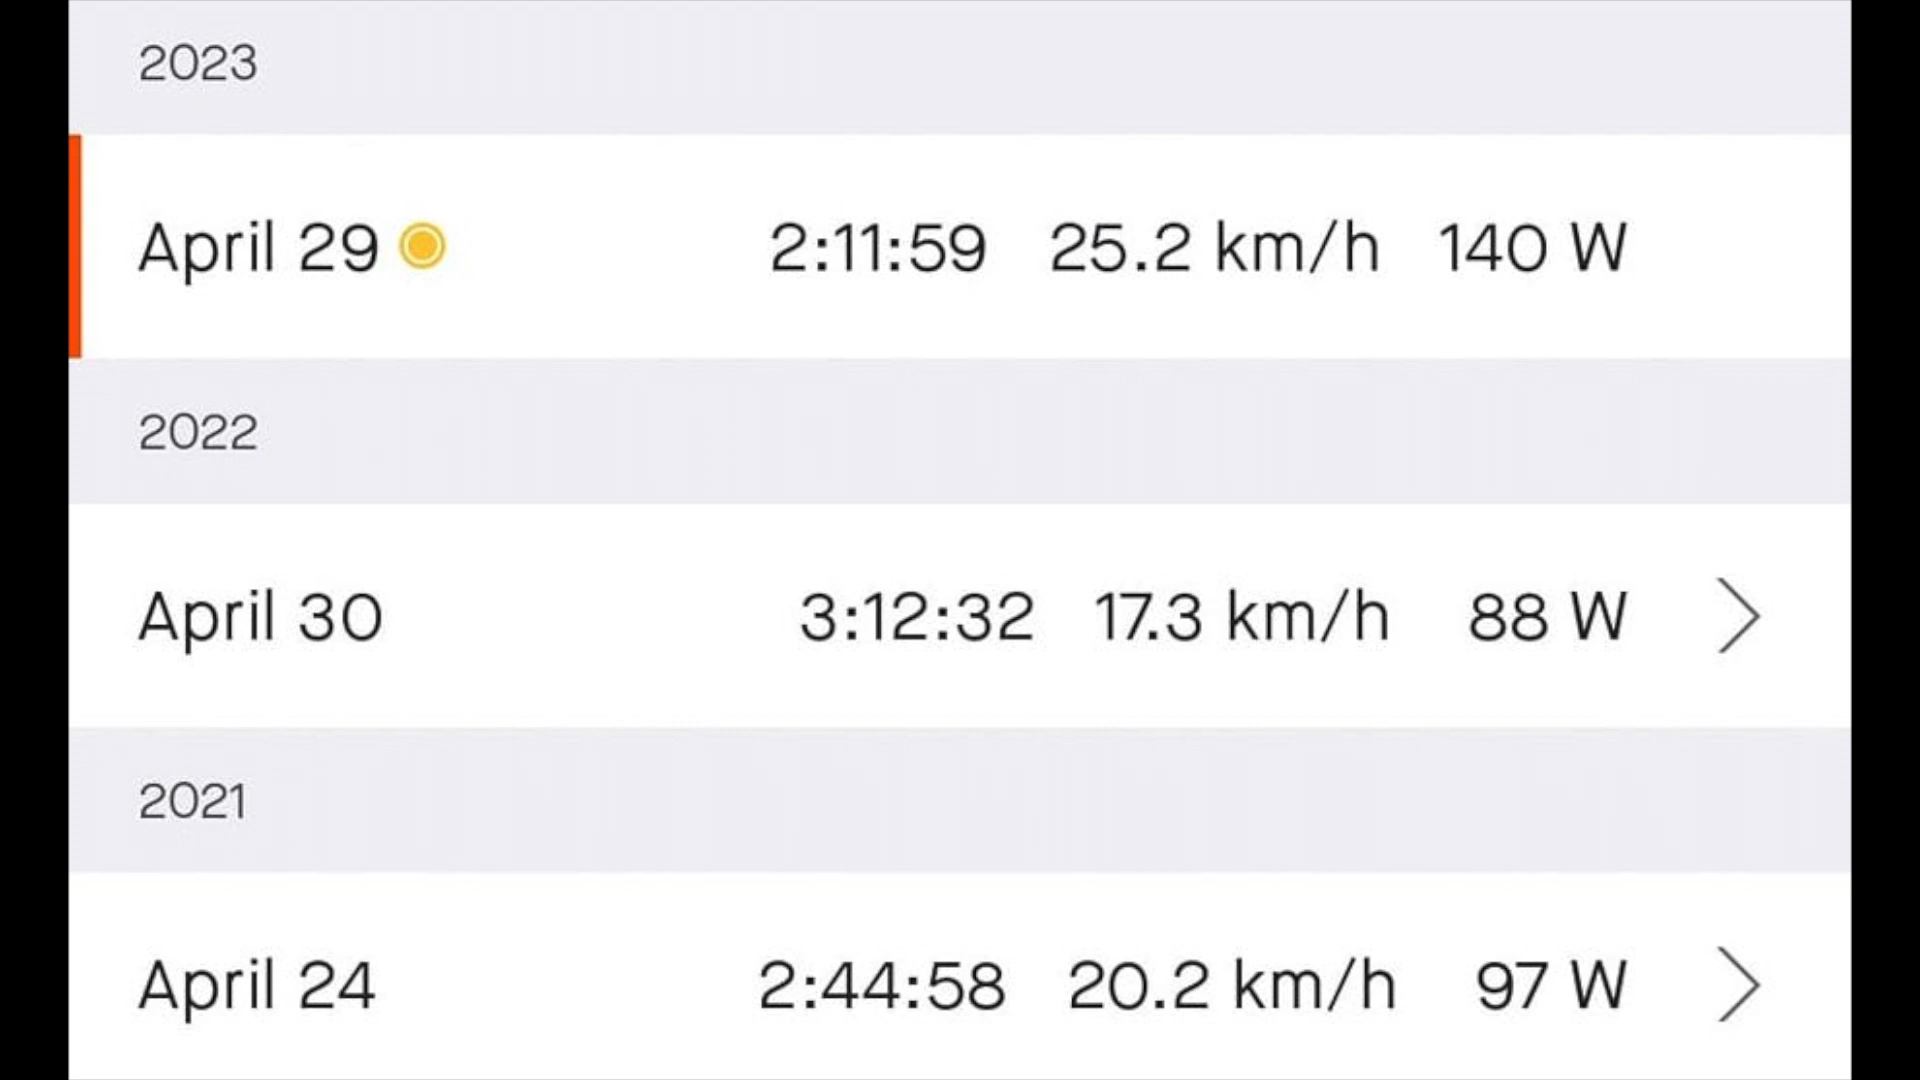 2023
April 29 2:11:59 25.2 km/h 140 W
2022
April 30 3:12:32 17.3 km/h 88 W
2021
April 24 2:44:58 20.2 km/h 97 W